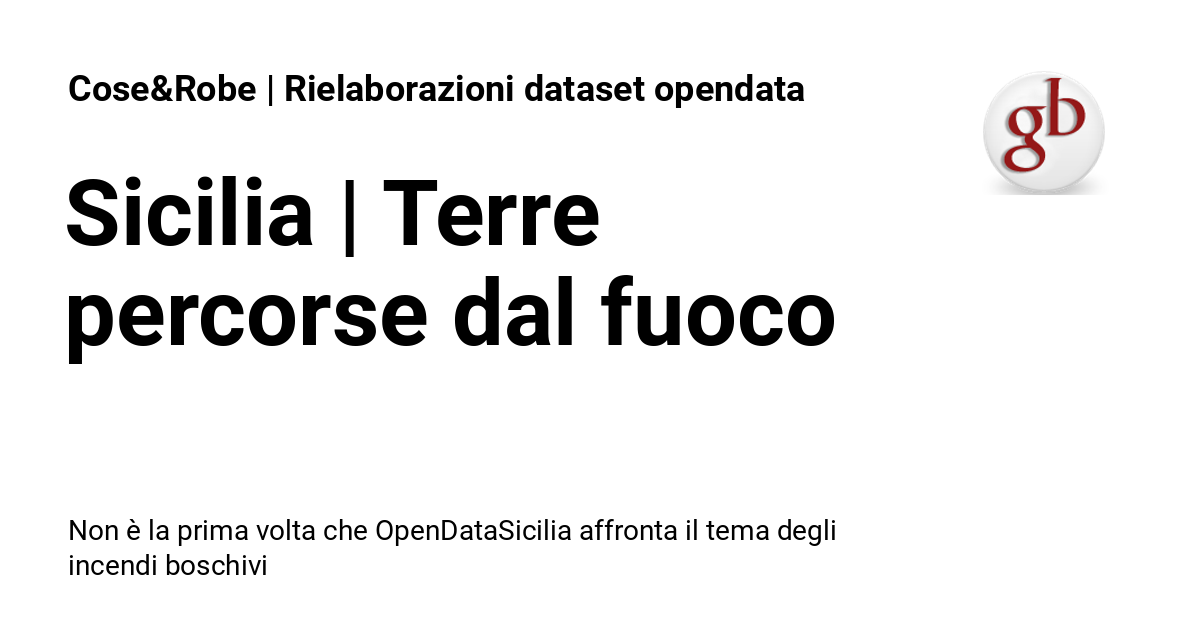 Cose&Robe | Rielaborazioni dataset opendata
gb
Sicilia | Terre
percorse dal fuoco
Non è la prima volta che OpenDataSicilia affronta il tema degli
incendi boschivi